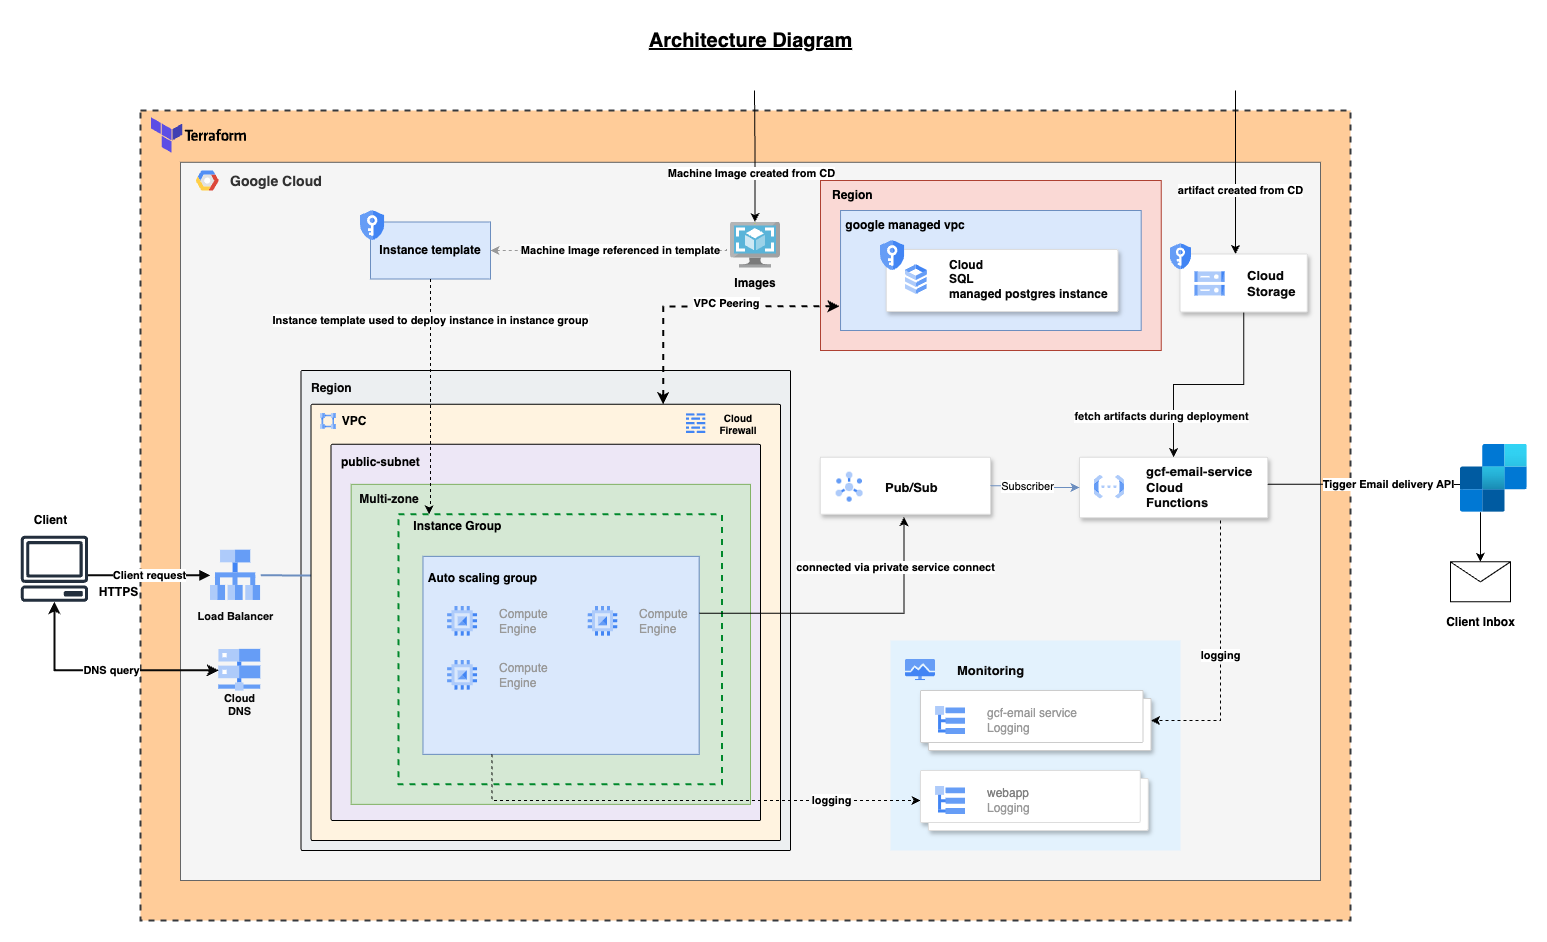 Architecture Diagram
Terraform
Google Cloud
Machine Image created from CD
artifact created from CD
Region
google managed vpc
Cloud
SQL
managed postgres instance
Instance template
Machine Image referenced in template
Images
Cloud
Storage
VPC Peering
Instance template used to deploy instance in instance group
Region
VPC
Cloud
Firewall
fetch artifacts during deployment
public-subnet
Multi-zone
Instance Group
Pub/Sub
Subscriber
gcf-email-service
Cloud
Functions
Tigger Email delivery API
Client
Client request
HTTPS
Load Balancer
Auto scaling group
Compute
Engine
Compute
Engine
Compute
Engine
connected via private service connect
Client Inbox
DNS query
Cloud
DNS
logging
Monitoring
gcf-email service
Logging
logging
webapp
Logging